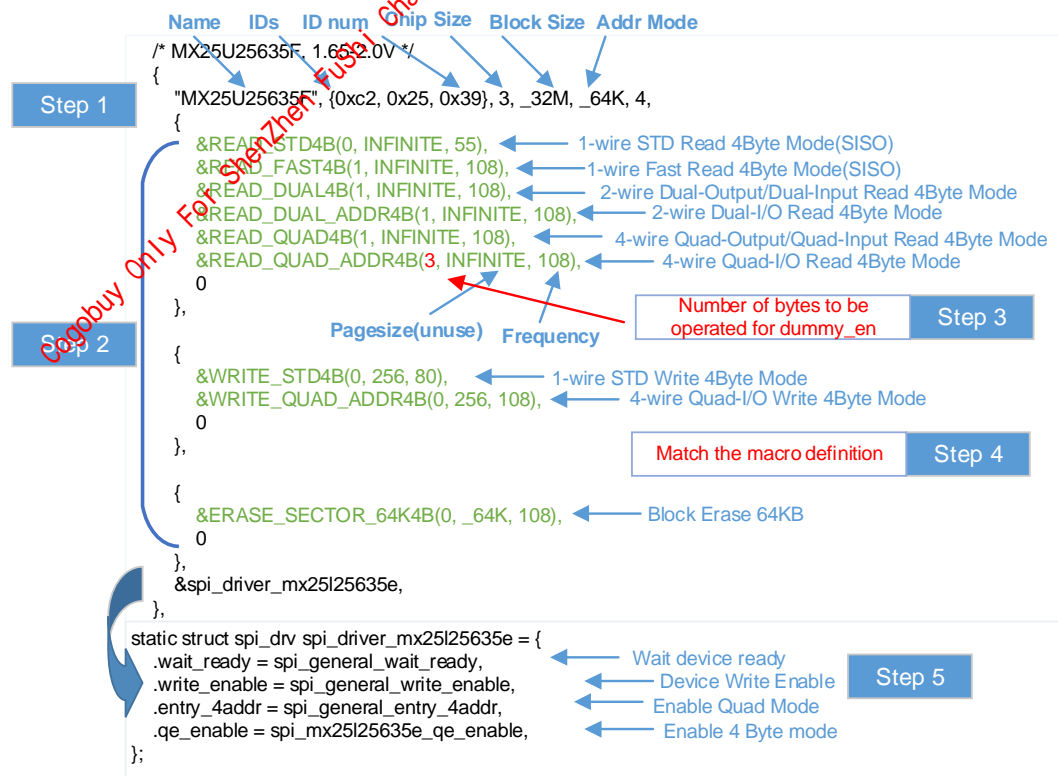 Name IDs ID num Chip Size Block Size Addr Mode
/* MX25U25635F, 1.65-2.0V */
{
Step 1
"MX25U25635F", {0xc2, 0x25, 0x39}, 3, _32M, _64K, 4,
{
&READ_STD4B(0, INFINITE, 55), 1-wire STD Read 4Byte Mode(SISO)
&READ_FAST4B(1, INFINITE, 108), 1-wire Fast Read 4Byte Mode(SISO)
&READ_DUAL4B(1, INFINITE, 108), 2-wire Dual-Output/Dual-Input Read 4Byte Mode
&READ_DUAL_ADDR4B(1, INFINITE, 108), 2-wire Dual-I/O Read 4Byte Mode
&READ_QUAD4B(1, INFINITE, 108), 4-wire Quad-Output/Quad-Input Read 4Byte Mode
&READ_QUAD_ADDR4B(3, INFINITE, 108), 4-wire Quad-I/O Read 4Byte Mode
0
},
Pagesize(unuse) Frequency
Number of bytes to be
operated for dummy_en
Step 3
Step 2
{
&WRITE_STD4B(0, 256, 80), 1-wire STD Write 4Byte Mode
&WRITE_QUAD_ADDR4B(0, 256, 108), 4-wire Quad-I/O Write 4Byte Mode
0
},
Match the macro definition Step 4
{
&ERASE_SECTOR_64K4B(0, _64K, 108), Block Erase 64KB
0
},
&spi_driver_mx25l25635e,
},
static struct spi_drv spi_driver_mx25l25635e = {
.wait_ready = spi_general_wait_ready, Wait device ready
.write_enable = spi_general_write_enable, Device Write Enable
.entry_4addr = spi_general_entry_4addr, Enable Quad Mode
.qe_enable = spi_mx25l25635e_qe_enable, Enable 4 Byte mode
};
Step 5
Cogobuy Only For ShenZhen FuShi